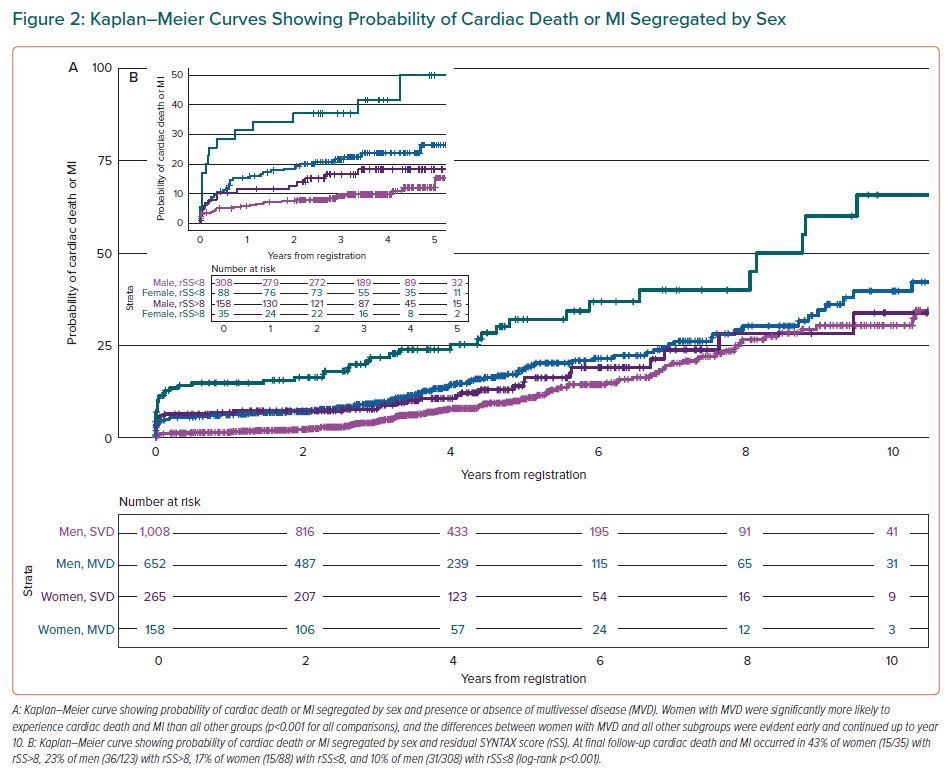 Figure 2: Kaplan–Meier Curves Showing Probability of Cardiac Death or MI Segregated by Sex
A
Probability of cardiac death or MI
100
75
50
25
0
B
Probability of cardiac death or MI
50
40
30
20
10
0
0 1 2 3 4 5
Years from registration
Number at risk
Strata
Male, rSS<8 308 279 272 189 89 32
Female, rSS<8 88 76 73 55 35 11
Male, rSS>8 158 130 121 87 45 15
Female, rSS>8 35 24 22 16 8 2
0 1 2 3 4 5
0 2 4 6 8 10
Years from registration
Number at risk
Strata
Men, SVD 1,008 816 433 195 91 41
Men, MVD 652 487 239 115 65 31
Women, SVD 265 207 123 54 16 9
Women, MVD 158 106 57 24 12 3
0 2 4 6 8 10
Years from registration
A: Kaplan–Meier curve showing probability of cardiac death or MI segregated by sex and presence or absence of multivessel disease (MVD). Women with MVD were significantly more likely to
experience cardiac death and MI than all other groups (p<0.001 for all comparisons), and the differences between women with MVD and all other subgroups were evident early and continued up to year
10. B: Kaplan–Meier curve showing probability of cardiac death or MI segregated by sex and residual SYNTAX score (rSS). At final follow-up cardiac death and MI occurred in 43% of women (15/35) with
rSS>8, 23% of men (36/123) with rSS>8, 17% of women (15/88) with rSS≤8, and 10% of men (31/308) with rSS≤8 (log-rank p<0.001).